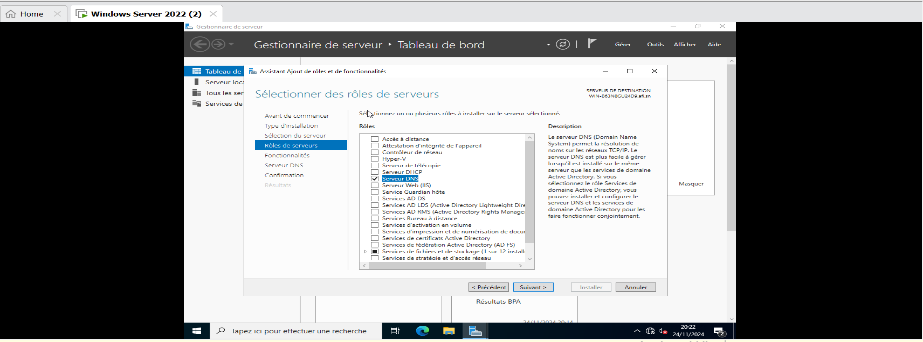 Home
Windows Server 2022 (2)
Gestionnaire de serveur
Gestionnaire de serveur • Tableau de bord
Gérer Outils Afficher Aide
Tableau de
Serveur loc
Tous les ser
Services de
Assistant Ajout de rôles et de fonctionnalités
Sélectionner des rôles de serveurs
SERVEUR DE DESTINATION
Avant de commencer
Type d'installation
Sélection du serveur
Rôles de serveurs
Fonctionnalités
Serveur DNS
Confirmation
Résultats
Sélectionnez un ou plusieurs rôles à installer sur le serveur sélectionné.
Rôles
Accès à distance
Attestation d'intégrité de l'appareil
Contrôleur de réseau
Hyper-V
Serveur de télécopie
Serveur DHCP
Serveur DNS
Serveur Web (IIS)
Service Guardian hôte
Services AD DS
Services AD LDS (Active Directory Lightweight Dire
Services AD RMS (Active Directory Rights Manage
Services Bureau à distance
Services d'activation en volume
Services d'impression et de numérisation de docu
Services de certificats Active Directory
Services de fédération Active Directory (AD FS)
Services de fichiers et de stockage (1 sur 12 install
Services de stratégie et d'accès réseau
Description
Le serveur DNS (Domain Name
System) permet la résolution de
noms sur les réseaux TCP/IP. Le
serveur DNS est plus facile à gérer
lorsqu'il est installé sur le même
serveur que les services de domaine
Active Directory. Si vous
sélectionnez le rôle Services de
domaine Active Directory, vous
pouvez installer et configurer le
serveur DNS et les services de
domaine Active Directory pour les
faire fonctionner conjointement.
Masquer
< Précédent
Suivant >
Installer
Annuler
Résultats BPA
24/11/2024 20:14
Tapez ici pour effectuer une recherche
20:22
24/11/2024